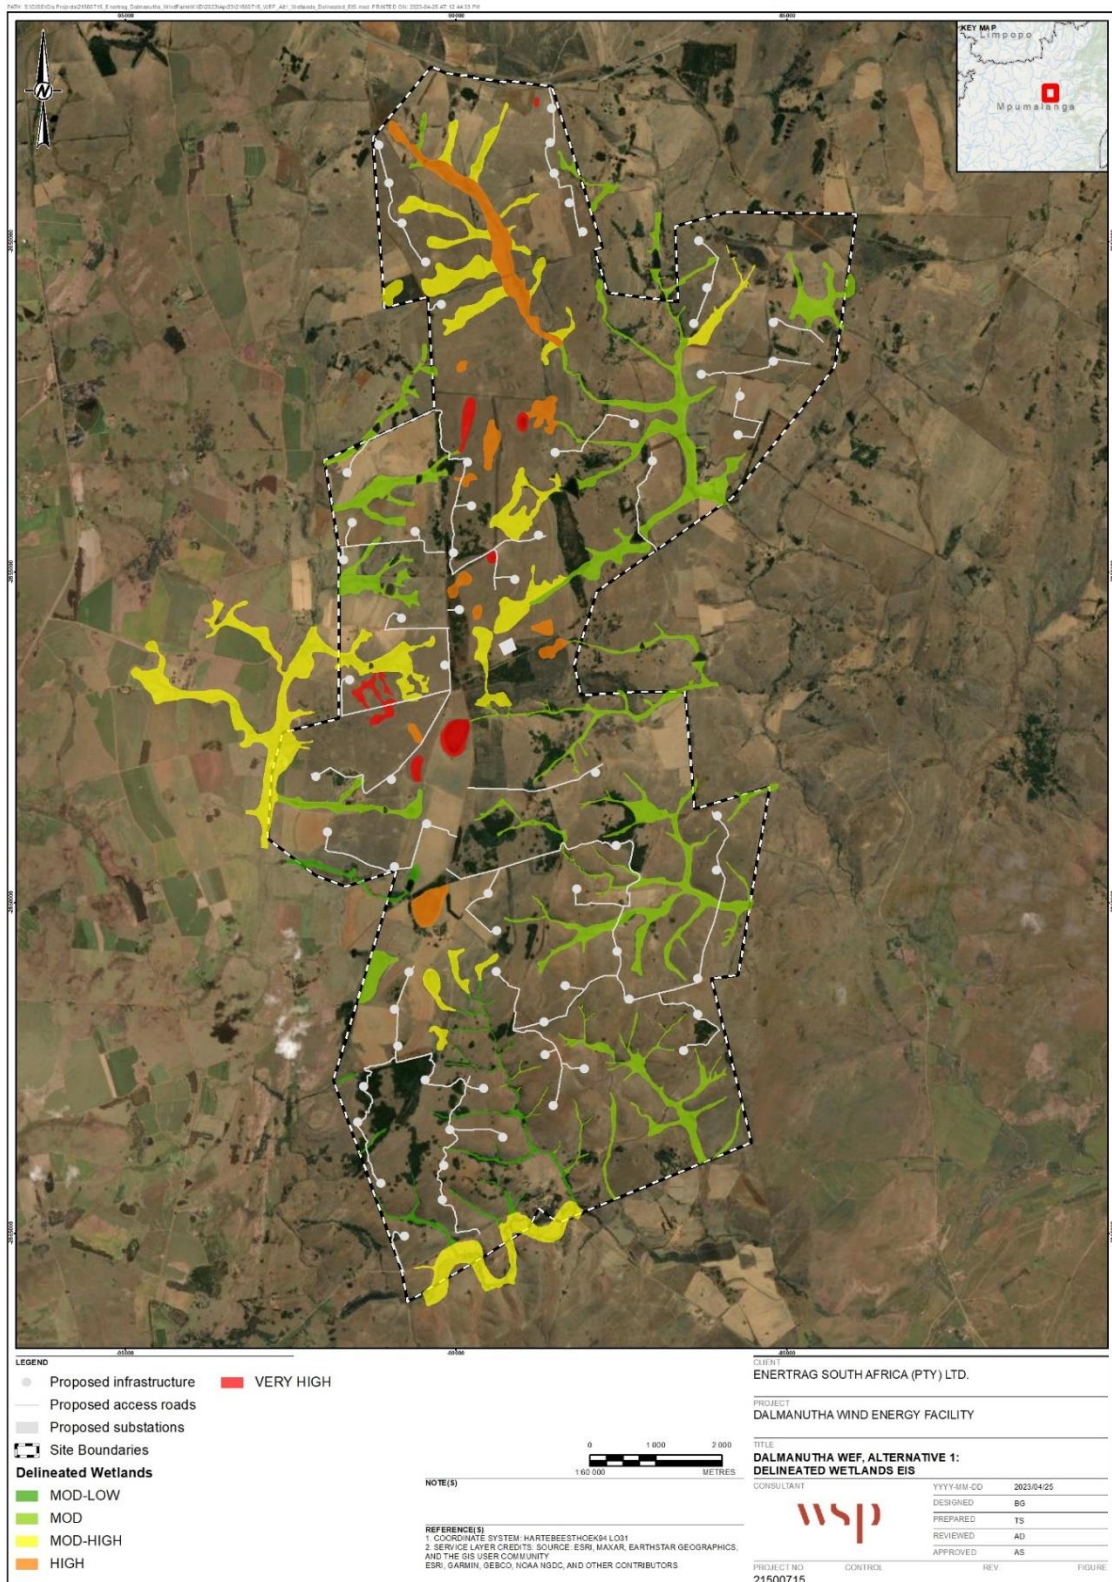 KEY MAP
Limpopo
Mpumalanga
N
LEGEND
Proposed infrastructure
VERY HIGH
Proposed access roads
Proposed substations
Site Boundaries
Delineated Wetlands
MOD-LOW
MOD
MOD-HIGH
HIGH
0 1 000 2 000
1:60 000 METRES
NOTE(S)
REFERENCE(S)
1. COORDINATE SYSTEM: HARTEBEESTHOEK94 LO31
2. SERVICE LAYER CREDITS: SOURCE: ESRI, MAXAR, EARTHSTAR GEOGRAPHICS,
AND THE GIS USER COMMUNITY
ESRI, GARMIN, GEBCO, NOAA NGDC, AND OTHER CONTRIBUTORS
CLIENT
ENERTRAG SOUTH AFRICA (PTY) LTD.
PROJECT
DALMANUTHA WIND ENERGY FACILITY
TITLE
DALMANUTHA WEF, ALTERNATIVE 1:
DELINEATED WETLANDS EIS
CONSULTANT
wsp
YYYY-MM-DD 2023/04/25
DESIGNED BG
PREPARED TS
REVIEWED AD
APPROVED AS
PROJECT NO. CONTROL REV. FIGURE
21500715